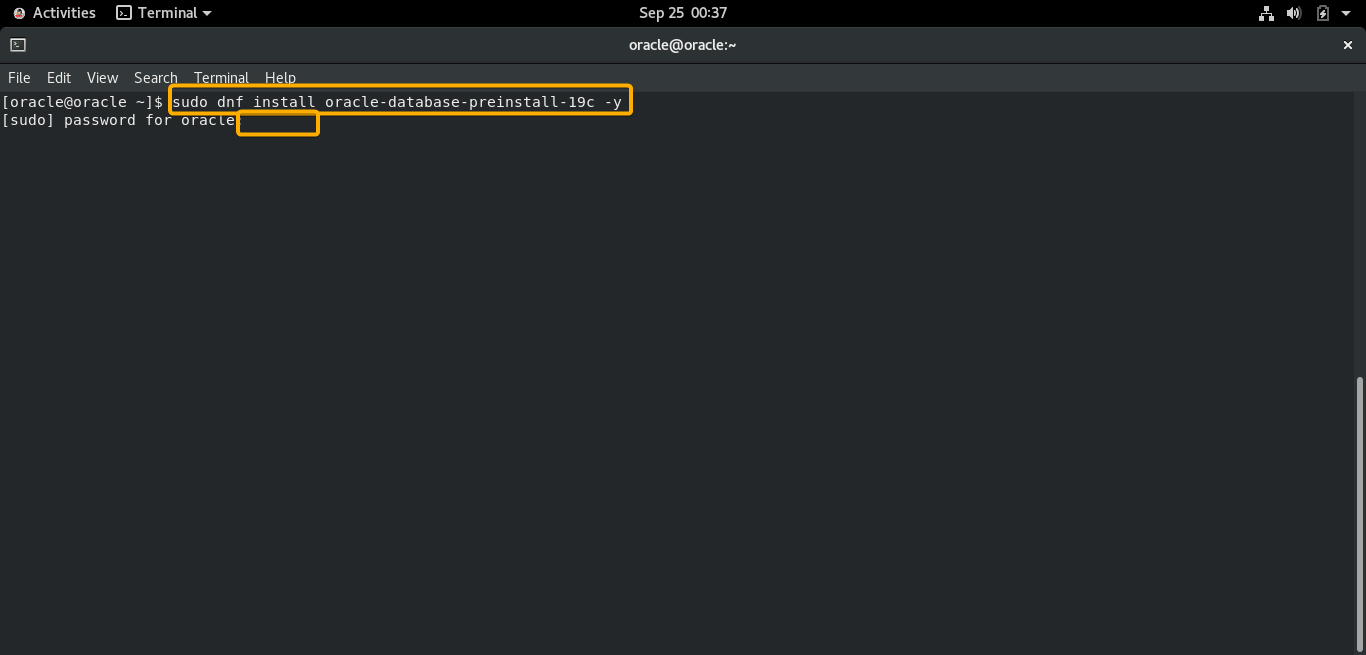 Activities Terminal Sep 25 00:37
oracle@oracle:~
File Edit View Search Terminal Help
[oracle@oracle ~]$ sudo dnf install oracle-database-preinstall-19c -y
[sudo] password for oracle: